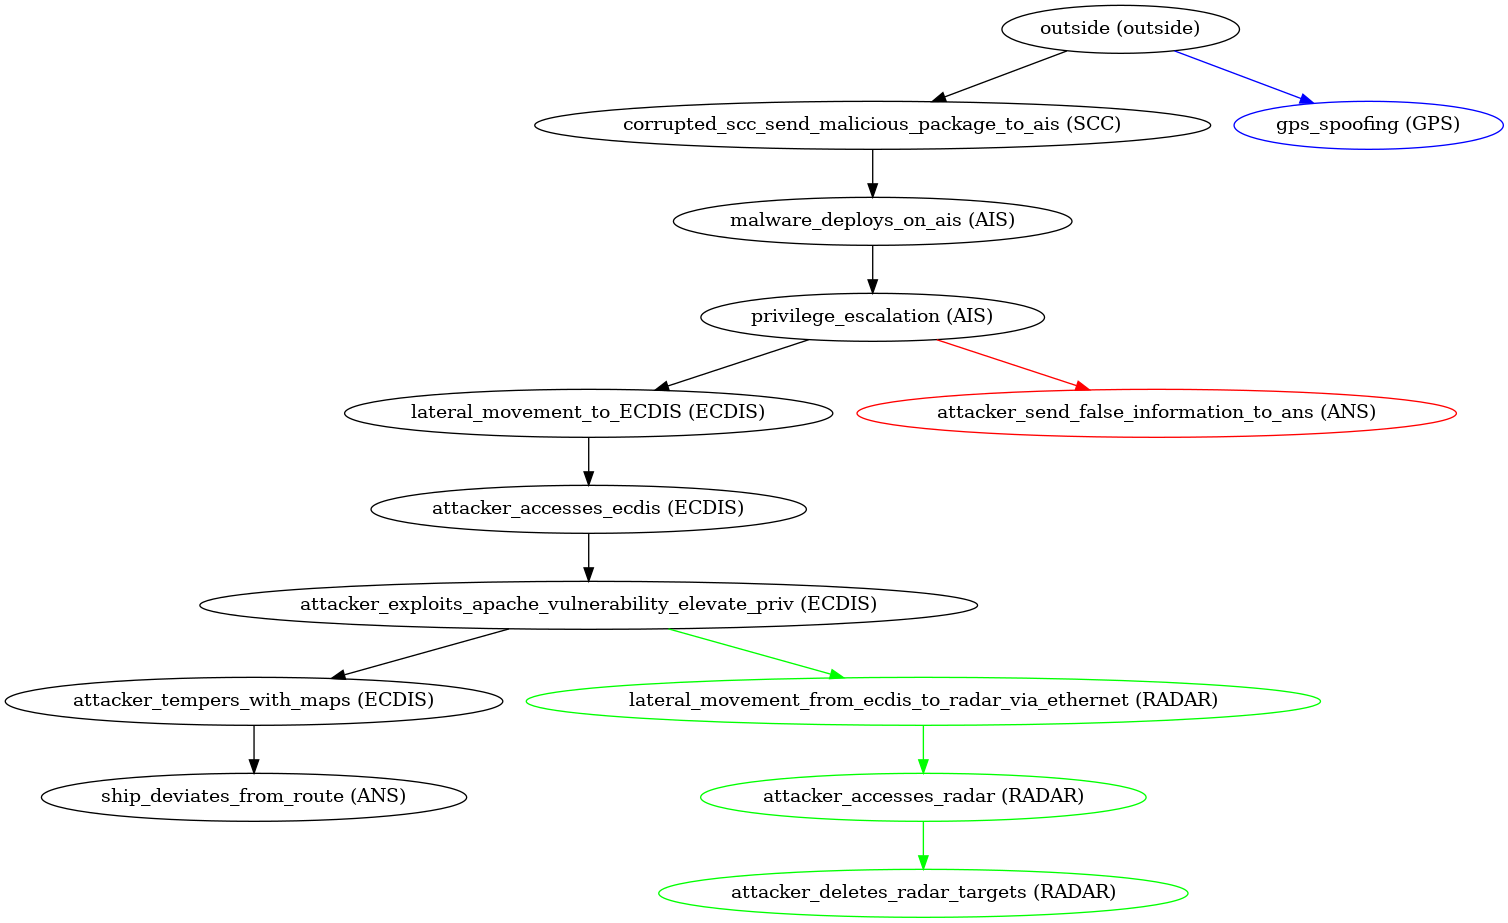 outside (outside)
corrupted_scc_send_malicious_package_to_ais (SCC)
gps_spoofing (GPS)
malware_deploys_on_ais (AIS)
privilege_escalation (AIS)
lateral_movement_to_ECDIS (ECDIS)
attacker_send_false_information_to_ans (ANS)
attacker_accesses_ecdis (ECDIS)
attacker_exploits_apache_vulnerability_elevate_priv (ECDIS)
attacker_tempers_with_maps (ECDIS)
lateral_movement_from_ecdis_to_radar_via_ethernet (RADAR)
ship_deviates_from_route (ANS)
attacker_accesses_radar (RADAR)
attacker_deletes_radar_targets (RADAR)